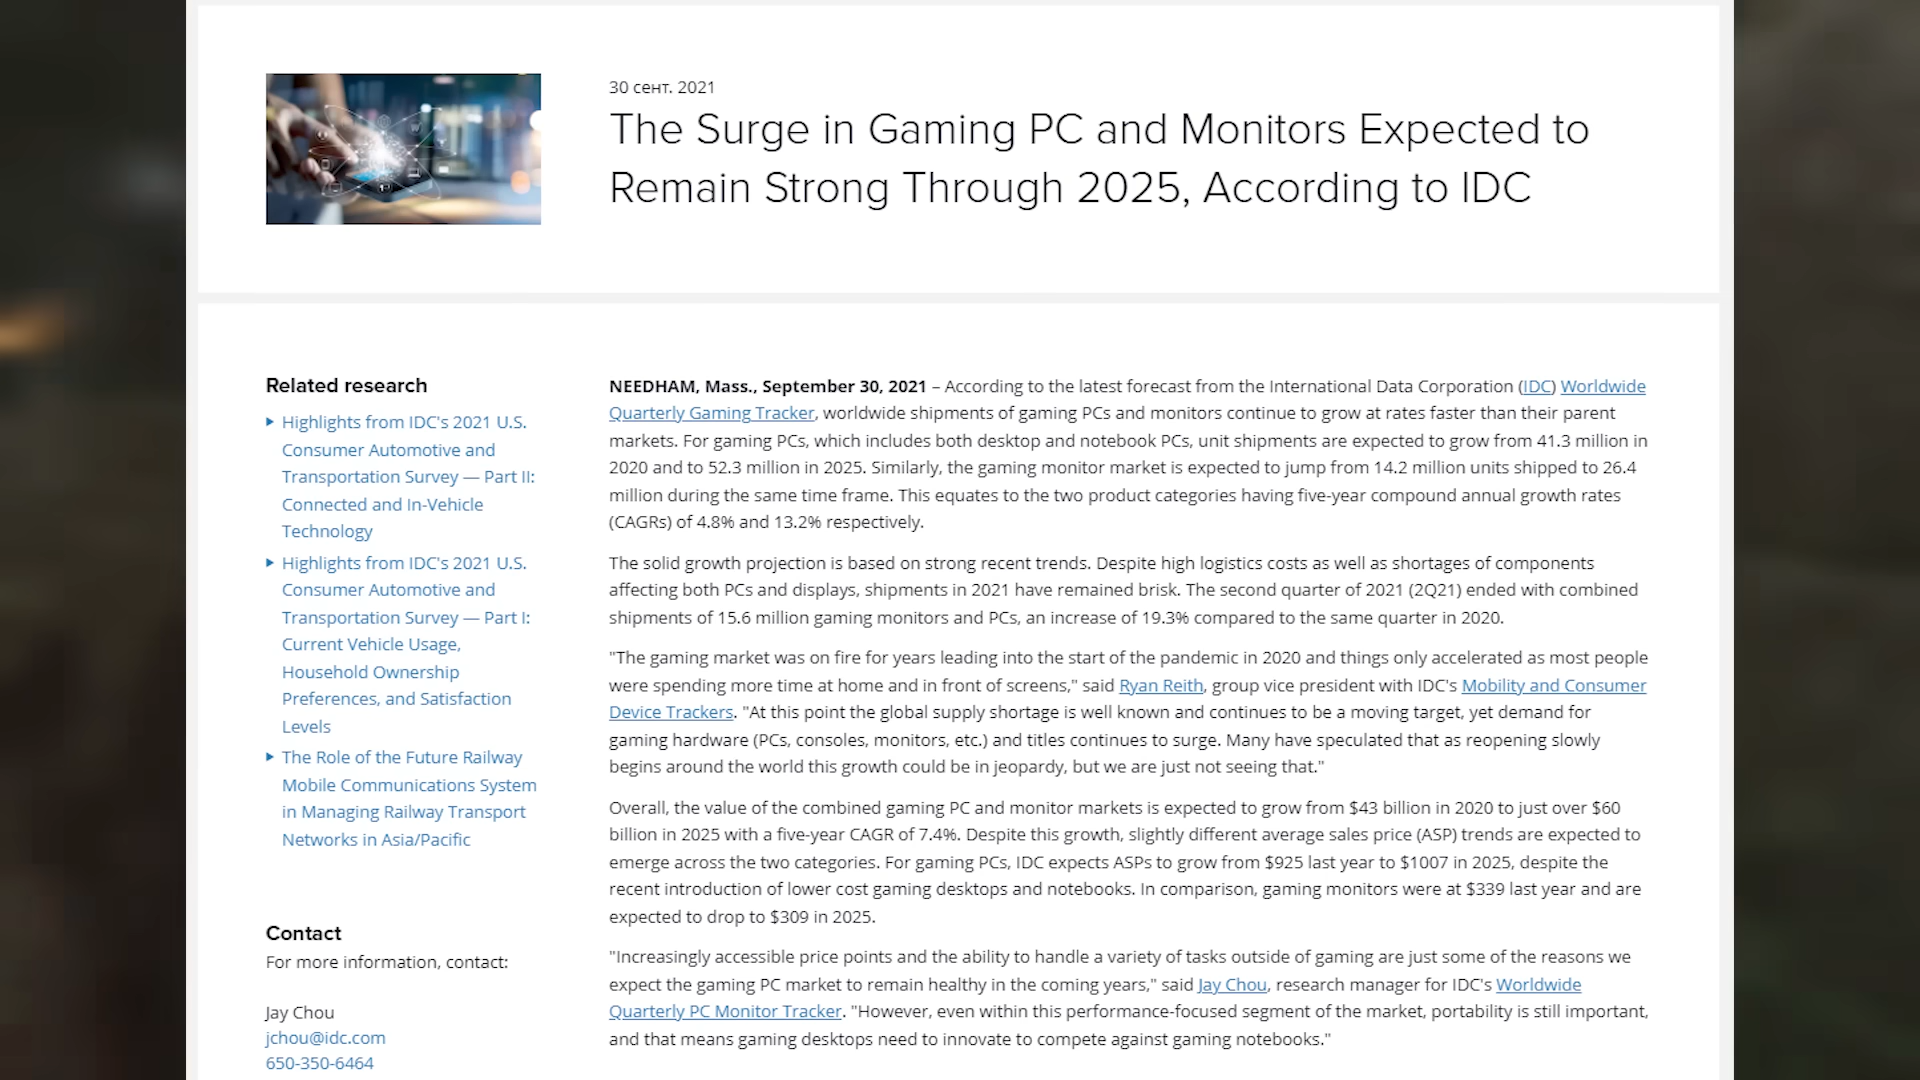 30 сент. 2021
The Surge in Gaming PC and Monitors Expected to
Remain Strong Through 2025, According to IDC
Related research
Highlights from IDC's 2021 U.S.
Consumer Automotive and
Transportation Survey — Part II:
Connected and In-Vehicle
Technology
Highlights from IDC's 2021 U.S.
Consumer Automotive and
Transportation Survey — Part I:
Current Vehicle Usage,
Household Ownership
Preferences, and Satisfaction
Levels
The Role of the Future Railway
Mobile Communications System
in Managing Railway Transport
Networks in Asia/Pacific
Contact
For more information, contact:
Jay Chou
jchou@idc.com
650-350-6464
NEEDHAM, Mass., September 30, 2021 – According to the latest forecast from the International Data Corporation (IDC) Worldwide
Quarterly Gaming Tracker, worldwide shipments of gaming PCs and monitors continue to grow at rates faster than their parent
markets. For gaming PCs, which includes both desktop and notebook PCs, unit shipments are expected to grow from 41.3 million in
2020 and to 52.3 million in 2025. Similarly, the gaming monitor market is expected to jump from 14.2 million units shipped to 26.4
million during the same time frame. This equates to the two product categories having five-year compound annual growth rates
(CAGRs) of 4.8% and 13.2% respectively.
The solid growth projection is based on strong recent trends. Despite high logistics costs as well as shortages of components
affecting both PCs and displays, shipments in 2021 have remained brisk. The second quarter of 2021 (2Q21) ended with combined
shipments of 15.6 million gaming monitors and PCs, an increase of 19.3% compared to the same quarter in 2020.
"The gaming market was on fire for years leading into the start of the pandemic in 2020 and things only accelerated as most people
were spending more time at home and in front of screens," said Ryan Reith, group vice president with IDC's Mobility and Consumer
Device Trackers. "At this point the global supply shortage is well known and continues to be a moving target, yet demand for
gaming hardware (PCs, consoles, monitors, etc.) and titles continues to surge. Many have speculated that as reopening slowly
begins around the world this growth could be in jeopardy, but we are just not seeing that."
Overall, the value of the combined gaming PC and monitor markets is expected to grow from $43 billion in 2020 to just over $60
billion in 2025 with a five-year CAGR of 7.4%. Despite this growth, slightly different average sales price (ASP) trends are expected to
emerge across the two categories. For gaming PCs, IDC expects ASPs to grow from $925 last year to $1007 in 2025, despite the
recent introduction of lower cost gaming desktops and notebooks. In comparison, gaming monitors were at $339 last year and are
expected to drop to $309 in 2025.
"Increasingly accessible price points and the ability to handle a variety of tasks outside of gaming are just some of the reasons we
expect the gaming PC market to remain healthy in the coming years," said Jay Chou, research manager for IDC's Worldwide
Quarterly PC Monitor Tracker. "However, even within this performance-focused segment of the market, portability is still important,
and that means gaming desktops need to innovate to compete against gaming notebooks."